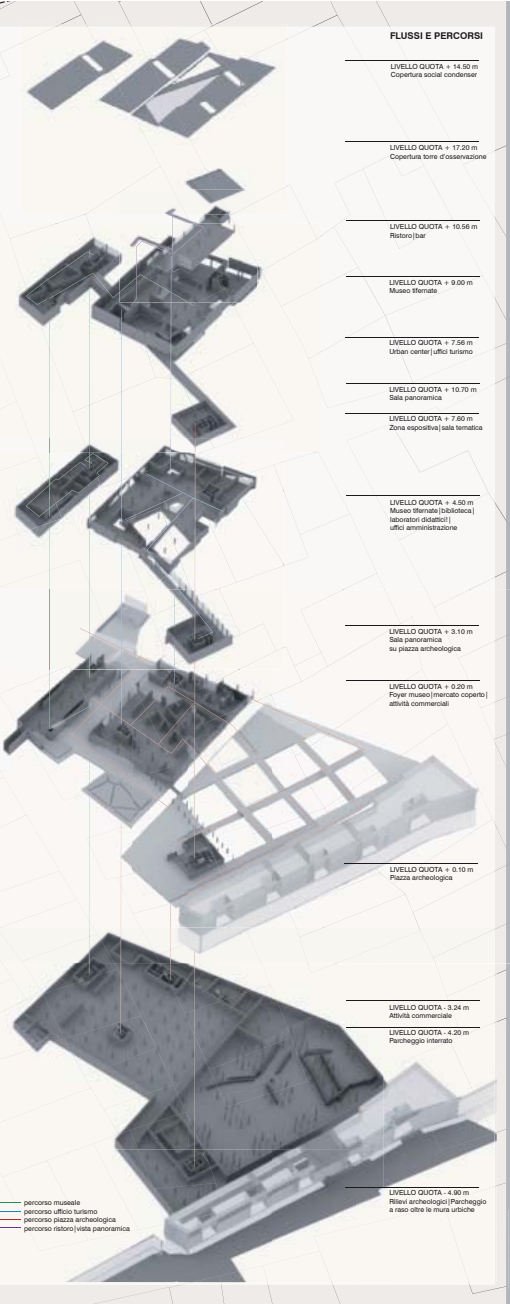 FLUSSI E PERCORSI
LIVELLO QUOTA + 14.50 m
Copertura social condenser
LIVELLO QUOTA + 17.20 m
Copertura torre d'osservazione
LIVELLO QUOTA + 10.56 m
Ristoro|bar
LIVELLO QUOTA + 9.00 m
Museo tifernate
LIVELLO QUOTA + 7.56 m
Urban center|uffici turismo
LIVELLO QUOTA + 10.70 m
Sala panoramica
LIVELLO QUOTA + 7.60 m
Zona espositiva|sala tematica
LIVELLO QUOTA + 4.50 m
Museo tifernate|biblioteca|
laboratori didattici!|
uffici amministrazione
LIVELLO QUOTA + 3.10 m
Sala panoramica
su piazza archeologica
LIVELLO QUOTA + 0.20 m
Foyer museo|mercato coperto|
attività commerciali
LIVELLO QUOTA + 0.10 m
Piazza archeologica
LIVELLO QUOTA - 3.24 m
Attività commerciale
LIVELLO QUOTA - 4.20 m
Parcheggio interrato
LIVELLO QUOTA - 4.90 m
Rilievi archeologici|Parcheggio
a raso oltre le mura urbiche
percorso museale
percorso ufficio turismo
percorso piazza archeologica
percorso ristoro|vista panoramica